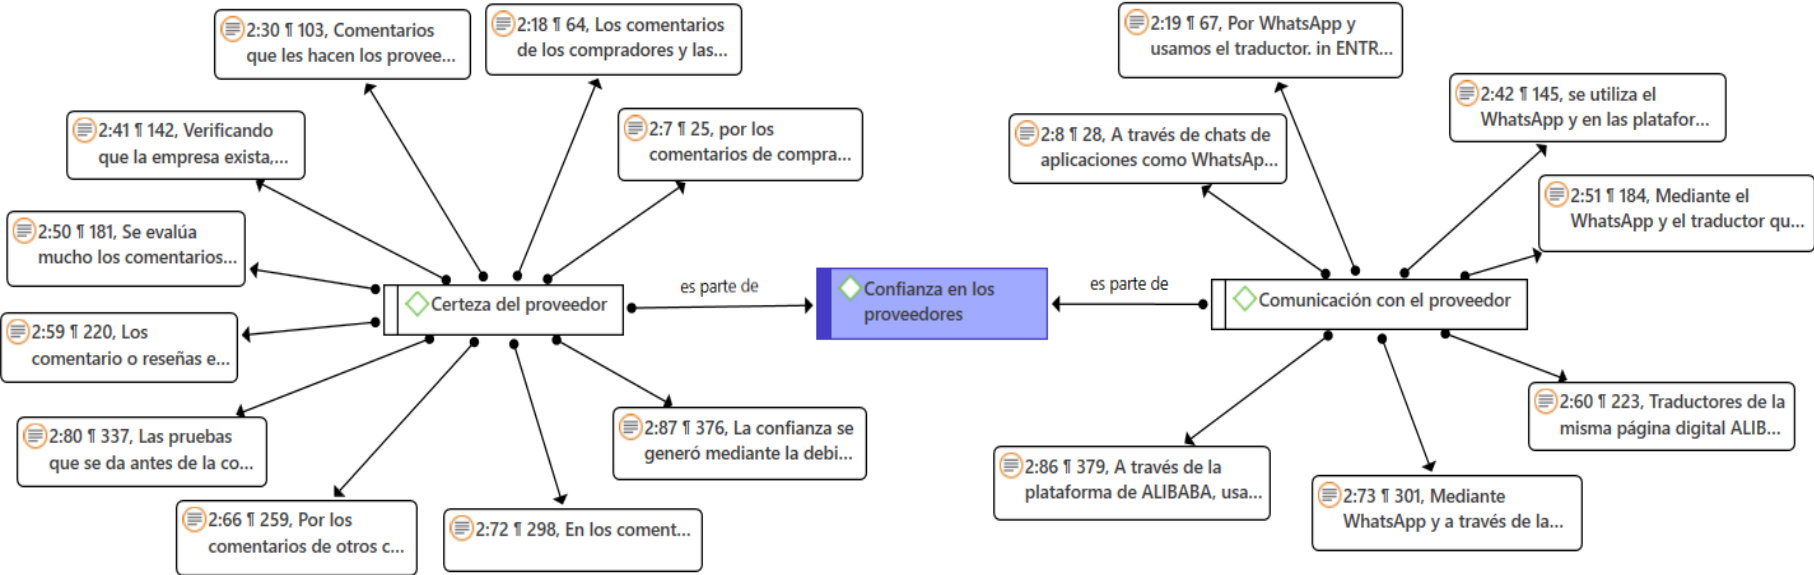 2:30 ¶ 103, Comentarios
que les hacen los provee...
2:18 ¶ 64, Los comentarios
de los compradores y las...
2:41 ¶ 142, Verificando
que la empresa exista,...
2:7 ¶ 25, por los
comentarios de compra...
2:50 ¶ 181, Se evalúa
mucho los comentarios...
2:59 ¶ 220, Los
comentario o reseñas e...
2:80 ¶ 337, Las pruebas
que se da antes de la co...
2:66 ¶ 259, Por los
comentarios de otros c...
2:72 ¶ 298, En los coment...
2:87 ¶ 376, La confianza se
generó mediante la debi...
Certeza del proveedor
es parte de
Confianza en los
proveedores
es parte de
Comunicación con el proveedor
2:19 ¶ 67, Por WhatsApp y
usamos el traductor. in ENTR...
2:8 ¶ 28, A través de chats de
aplicaciones como WhatsAp...
2:42 ¶ 145, se utiliza el
WhatsApp y en las platafor...
2:51 ¶ 184, Mediante el
WhatsApp y el traductor qu...
2:60 ¶ 223, Traductores de la
misma página digital ALIB...
2:86 ¶ 379, A través de la
plataforma de ALIBABA, usa...
2:73 ¶ 301, Mediante
WhatsApp y a través de la...